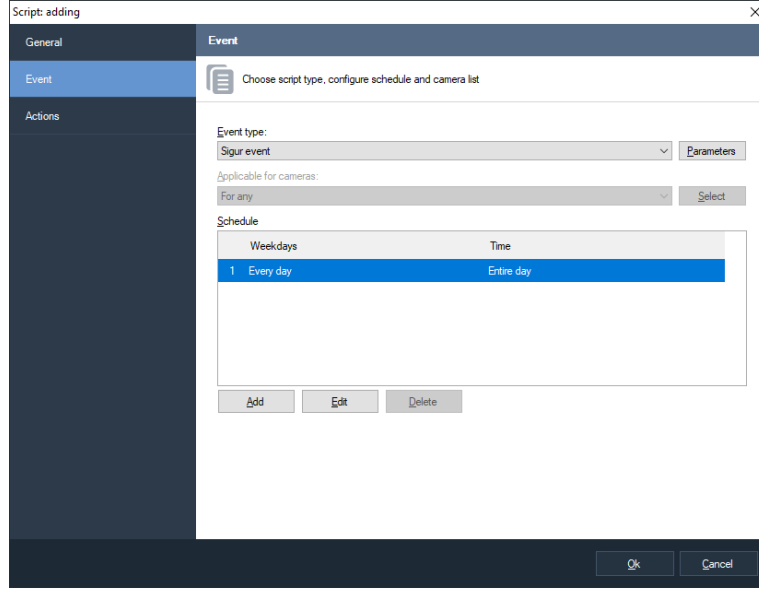 Script: adding
General
Event
Actions
Event
Choose script type, configure schedule and camera list
Event type:
Sigur event
Parameters
Applicable for cameras:
For any
Select
Schedule
Weekdays Time
1 Every day Entire day
Add Edit Delete
Ok Cancel